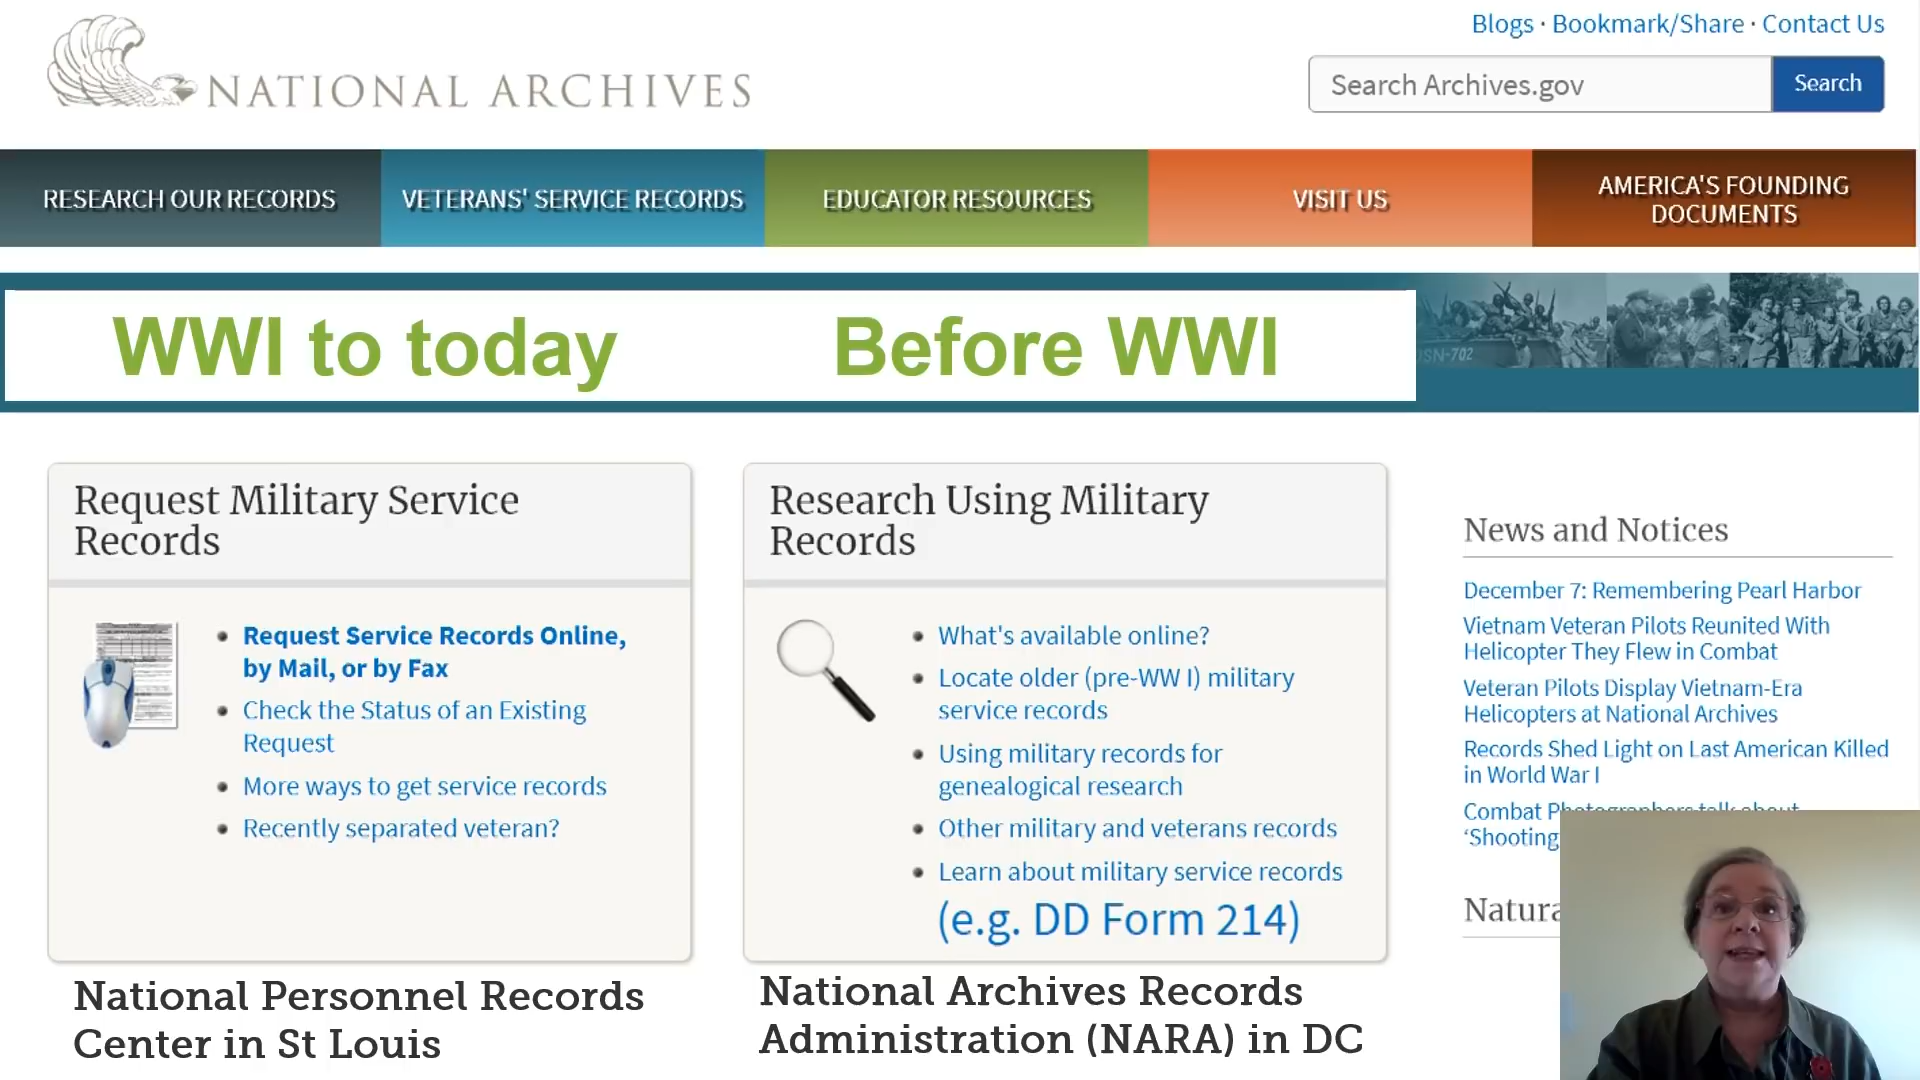 NATIONAL ARCHIVES
Blogs · Bookmark/Share · Contact Us
Search Archives.gov
Search
RESEARCH OUR RECORDS
VETERANS' SERVICE RECORDS
EDUCATOR RESOURCES
VISIT US
AMERICA'S FOUNDING
DOCUMENTS
WWI to today
Before WWI
Request Military Service
Records
Request Service Records Online,
by Mail, or by Fax
Check the Status of an Existing
Request
More ways to get service records
Recently separated veteran?
National Personnel Records
Center in St Louis
Research Using Military
Records
What's available online?
Locate older (pre-WW I) military
service records
Using military records for
genealogical research
Other military and veterans records
Learn about military service records
(e.g. DD Form 214)
National Archives Records
Administration (NARA) in DC
News and Notices
December 7: Remembering Pearl Harbor
Vietnam Veteran Pilots Reunited With
Helicopter They Flew in Combat
Veteran Pilots Display Vietnam-Era
Helicopters at National Archives
Records Shed Light on Last American Killed
in World War I
Combat Photographers talk about
‘Shooting